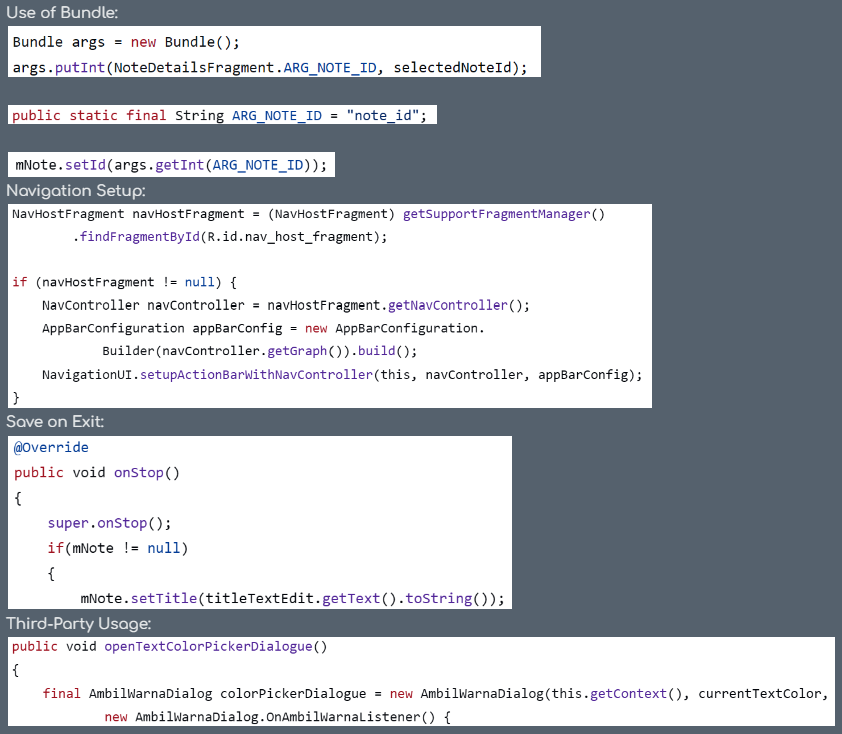 Use of Bundle:
Bundle args = new Bundle();
args.putInt(NoteDetailsFragment.ARG_NOTE_ID, selectedNoteId);
public static final String ARG_NOTE_ID = "note_id";
mNote.setId(args.getInt(ARG_NOTE_ID));
Navigation Setup:
NavHostFragment navHostFragment = (NavHostFragment) getSupportFragmentManager()
        .findFragmentById(R.id.nav_host_fragment);
if (navHostFragment != null) {
    NavController navController = navHostFragment.getNavController();
    AppBarConfiguration appBarConfig = new AppBarConfiguration.
            Builder(navController.getGraph()).build();
    NavigationUI.setupActionBarWithNavController(this, navController, appBarConfig);
}
Save on Exit:
@Override
public void onStop()
{
    super.onStop();
    if(mNote != null)
    {
        mNote.setTitle(titleTextEdit.getText().toString());
Third-Party Usage:
public void openTextColorPickerDialogue()
{
    final AmbilWarnaDialog colorPickerDialogue = new AmbilWarnaDialog(this.getContext(), currentTextColor,
            new AmbilWarnaDialog.OnAmbilWarnaListener() {